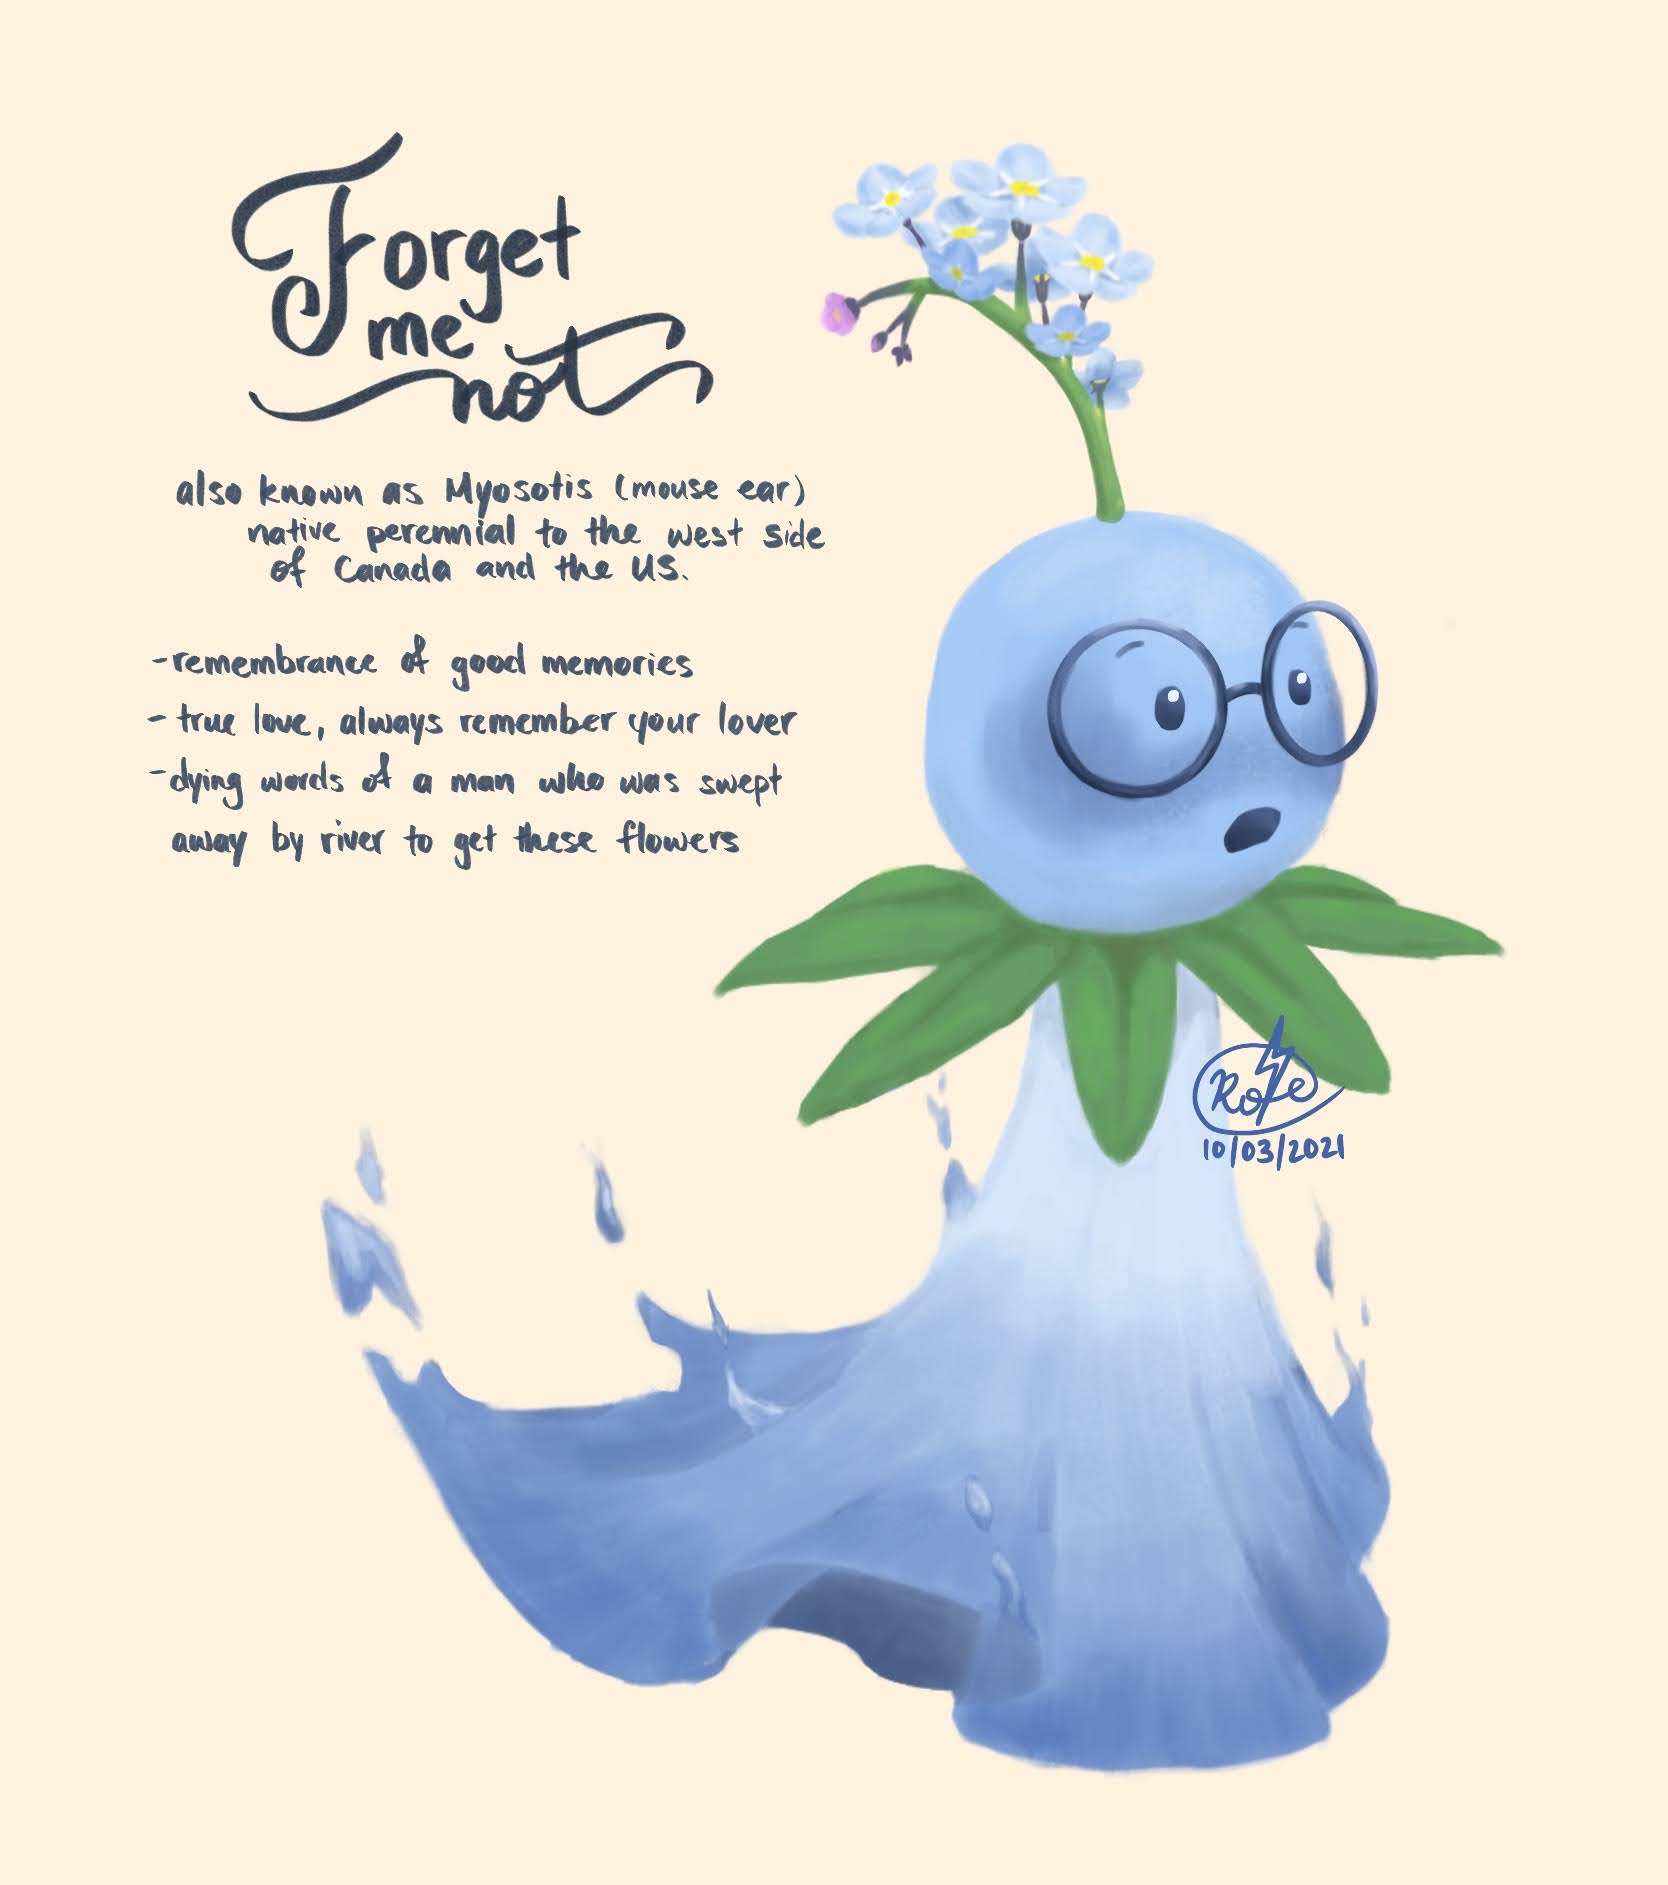 Forget
me
not
also known as Myosotis (mouse ear)
native perennial to the west side
of Canada and the US.
-remembrance of good memories
-true love, always remember your lover
-dying words of a man who was swept
away by river to get these flowers
Rose
10/03/2021